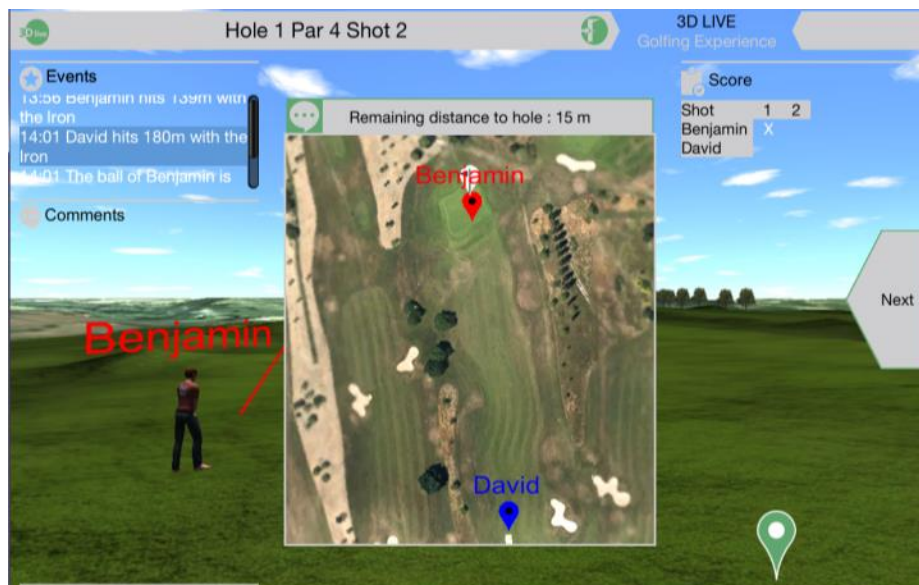 3D live
Hole 1 Par 4 Shot 2
3D LIVE
Golfing Experience
Events
13:56 Benjamin hits 139m with
the Iron
14:01 David hits 180m with the
Iron
14:01 The ball of Benjamin is
Comments
Remaining distance to hole : 15 m
Benjamin
David
Benjamin
Score
Shot 1 2
Benjamin X
David
Next